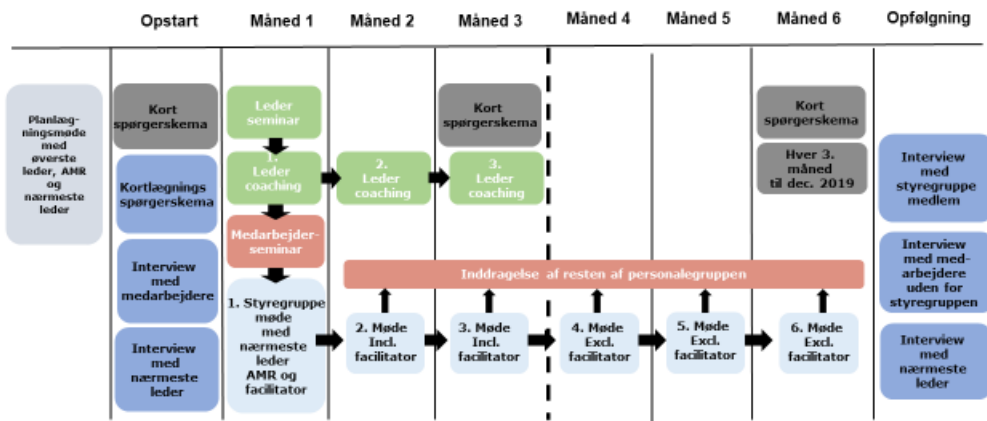 Opstart
Måned 1
Måned 2
Måned 3
Måned 4
Måned 5
Måned 6
Opfølgning
Planlæg-
ningsmøde
med
øverste
leder, AMR
og
nærmeste
leder
Kort
spørgerskema
Kortlægnings
spørgerskema
Interview
med
medarbejdere
Interview
med
nærmeste
leder
Leder
seminar
1.
Leder
coaching
Medarbejder-
seminar
1. Styregruppe
møde
med
nærmeste
leder
AMR og
facilitator
2.
Leder
coaching
Kort
spørgerskema
3.
Leder
coaching
Inddragelse af resten af personalegruppen
2. Møde
Incl.
facilitator
3. Møde
Incl.
facilitator
4. Møde
Excl.
facilitator
5. Møde
Excl.
facilitator
6. Møde
Excl.
facilitator
Kort
spørgerskema
Hver 3.
måned
til dec. 2019
Interview
med
styregruppe
medlem
Interview
med med-
arbejdere
uden for
styregruppen
Interview
med
nærmeste
leder